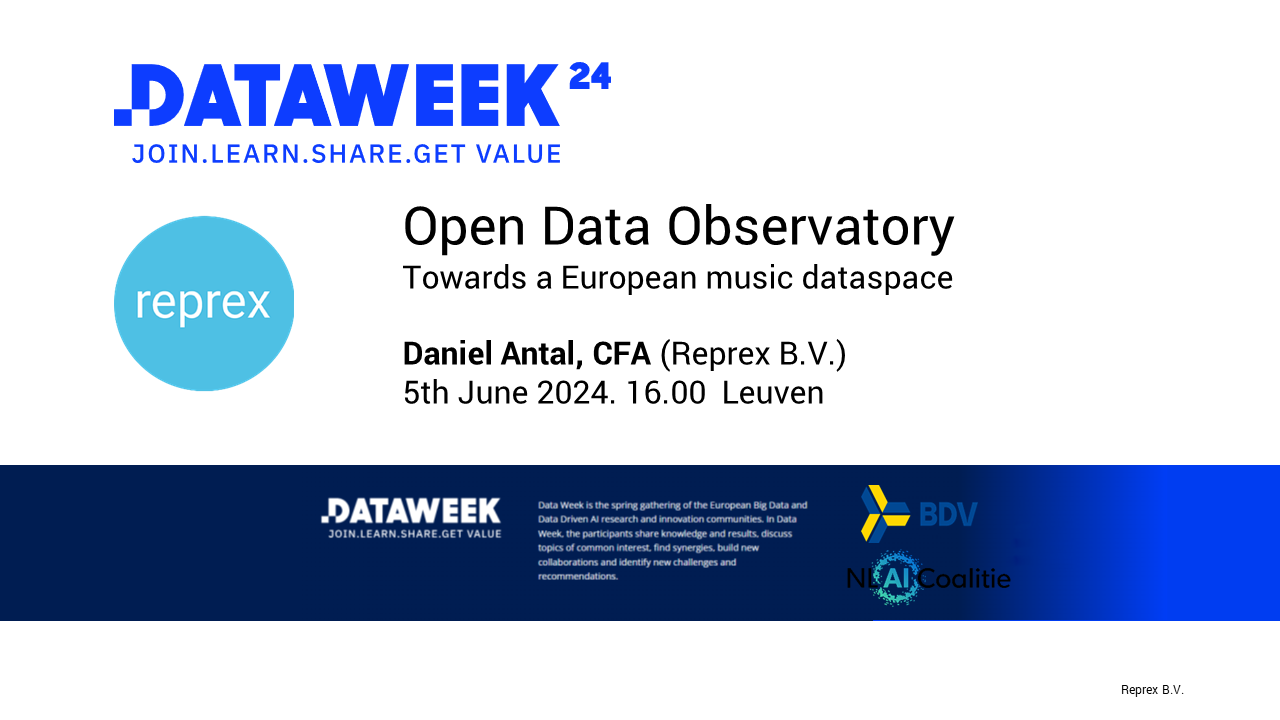 DATAWEEK 24
JOIN.LEARN.SHARE.GET VALUE
reprex
Open Data Observatory
Towards a European music dataspace
Daniel Antal, CFA (Reprex B.V.)
5th June 2024. 16.00 Leuven
DATAWEEK
JOIN.LEARN.SHARE.GET VALUE
Data Week is the spring gathering of the European Big Data and
Data Driven AI research and innovation communities. In Data
Week, the participants share knowledge and results, discuss
topics of common interest, find synergies, build new
collaborations and identify new challenges and
recommendations.
BDV
NL AI Coalitie
Reprex B.V.